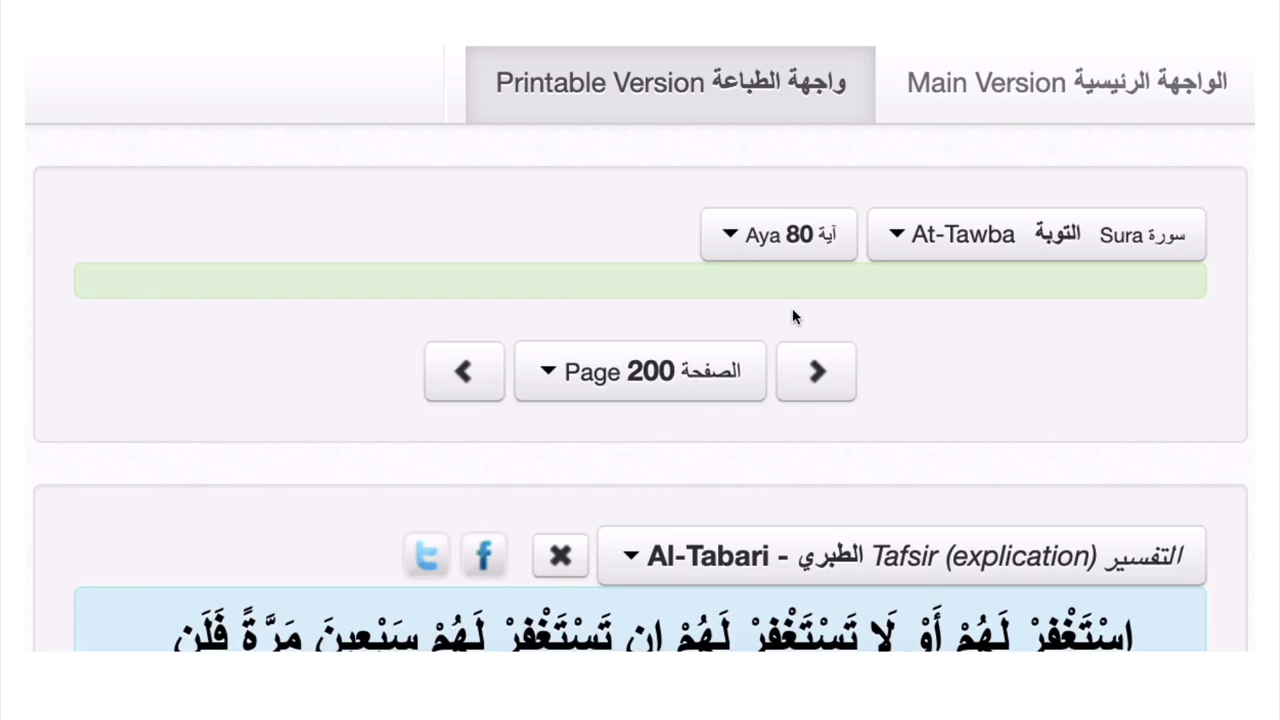 الواجهة الرئيسية Main Version
واجهة الطباعة Printable Version
سورة Sura التوبة At-Tawba
آية 80 Aya
الصفحة 200 Page
التفسير Tafsir (explication) الطبري - Al-Tabari
اسْتَغْفِرْ لَهُمْ أَوْ لَا تَسْتَغْفِرْ لَهُمْ إِن تَسْتَغْفِرْ لَهُمْ سَبْعِينَ مَرَّةً فَلَن